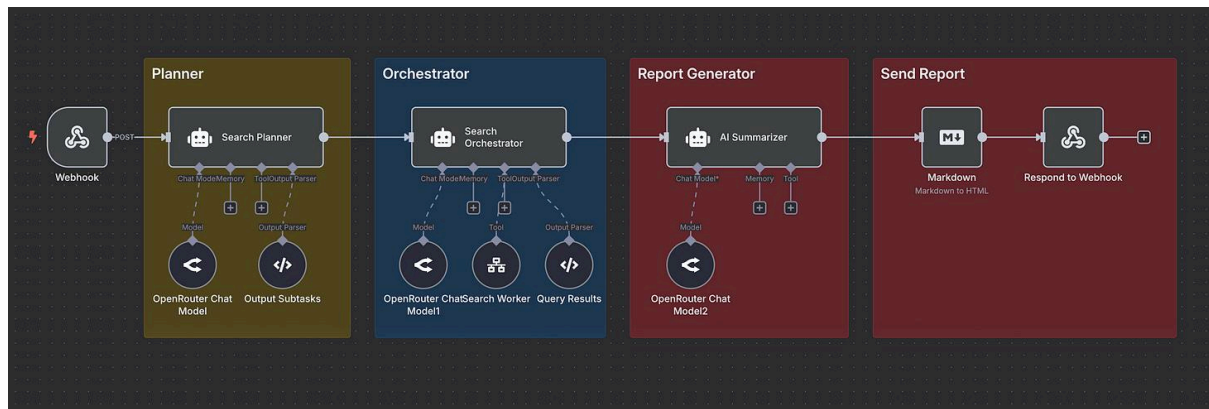 Planner
Orchestrator
Report Generator
Send Report
POST
Search Planner
Search
Orchestrator
AI Summarizer
M↓
Webhook
Chat Model
Memory
Tool
Output Parser
Chat Model
Memory
Tool
Output Parser
Chat Model*
Memory
Tool
Markdown
Markdown to HTML
Respond to Webhook
Model
Output Parser
Model
Tool
Output Parser
Model
OpenRouter Chat
Model
Output Subtasks
OpenRouter Chat
Model1
Search Worker
Query Results
OpenRouter Chat
Model2